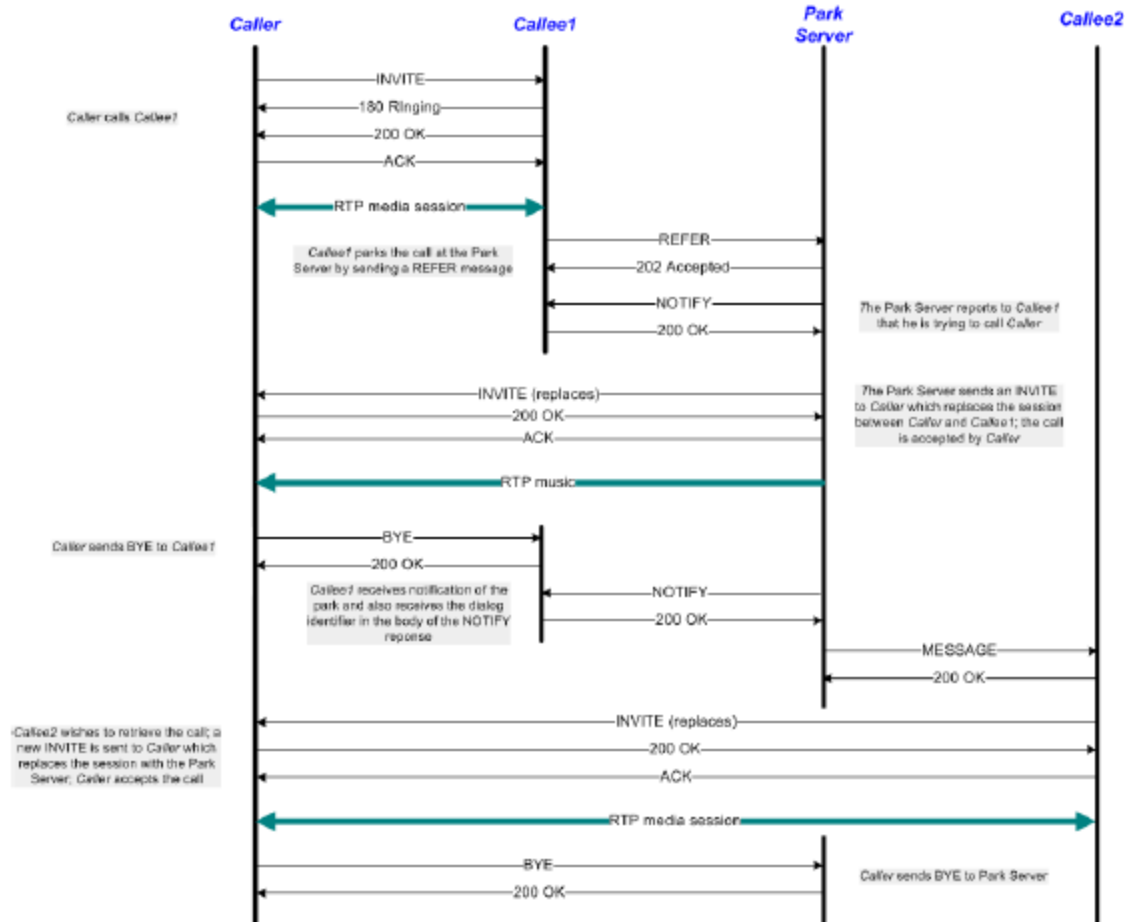 Caller
Callee1
Park
Server
Callee2
INVITE
180 RInging
Caller calls Callee1
200 OK
ACK
RTP media session
REFER
Callee1 parks the call at the Park
Server by sending a REFER message
202 Accepted
NOTIFY
The Park Server reports to Callee1
that he is trying to call Caller
200 OK
INVITE (replaces)
The Park Server sends an INVITE
to Caller which replaces the session
between Caller and Callee1; the call
is accepted by Caller
200 OK
ACK
RTP music
BYE
Caller sends BYE to Callee1
200 OK
Callee1 receives notification of the
park and also receives the dialog
identifier in the body of the NOTIFY
reponse
NOTIFY
200 OK
MESSAGE
200 OK
INVITE (replaces)
Callee2 wishes to retrieve the call; a
new INVITE is sent to Caller which
replaces the session with the Park
Server; Caller accepts the call
200 OK
ACK
RTP media session
BYE
Caller sends BYE to Park Server
200 OK